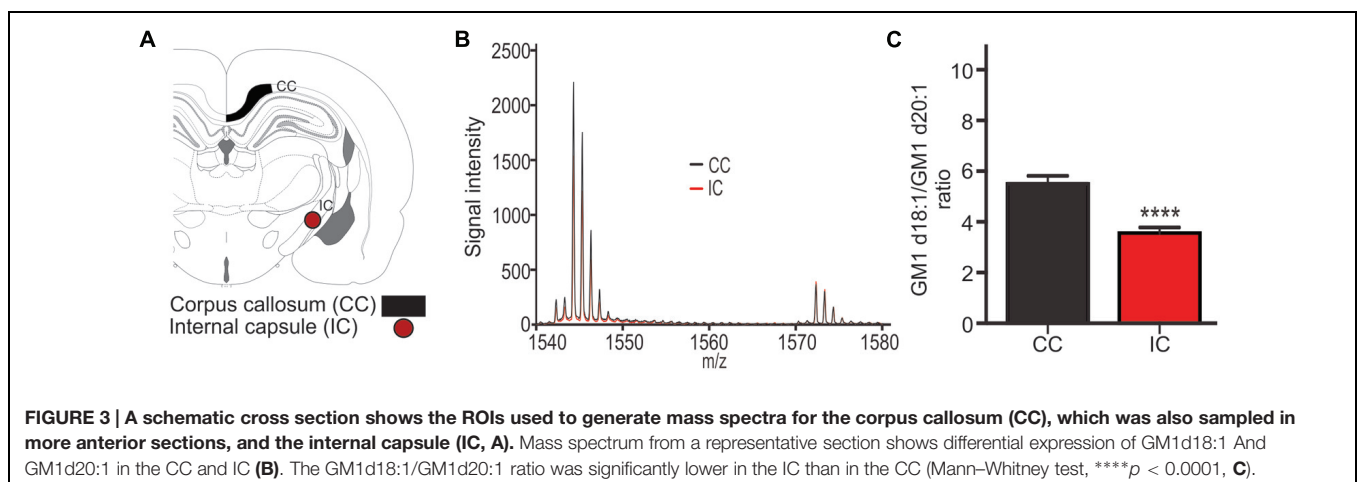 A
CC
IC
Corpus callosum (CC)
Internal capsule (IC)
B
Signal intensity
2500
2000
1500
1000
500
0
1540 1550 1560 1570 1580
m/z
CC
IC
C
GM1 d18:1/GM1 d20:1
ratio
10
8
6
4
2
0
****
CC IC
FIGURE 3 | A schematic cross section shows the ROIs used to generate mass spectra for the corpus callosum (CC), which was also sampled in
more anterior sections, and the internal capsule (IC, A). Mass spectrum from a representative section shows differential expression of GM1d18:1 And
GM1d20:1 in the CC and IC (B). The GM1d18:1/GM1d20:1 ratio was significantly lower in the IC than in the CC (Mann–Whitney test, ****p < 0.0001, C).